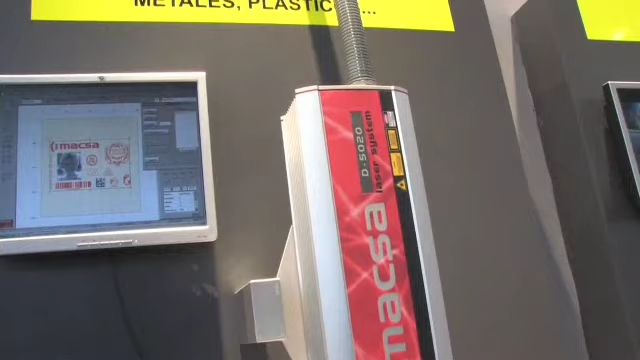 METALES, PLASTIC ...
macsa
D-5020
laser system
macsa